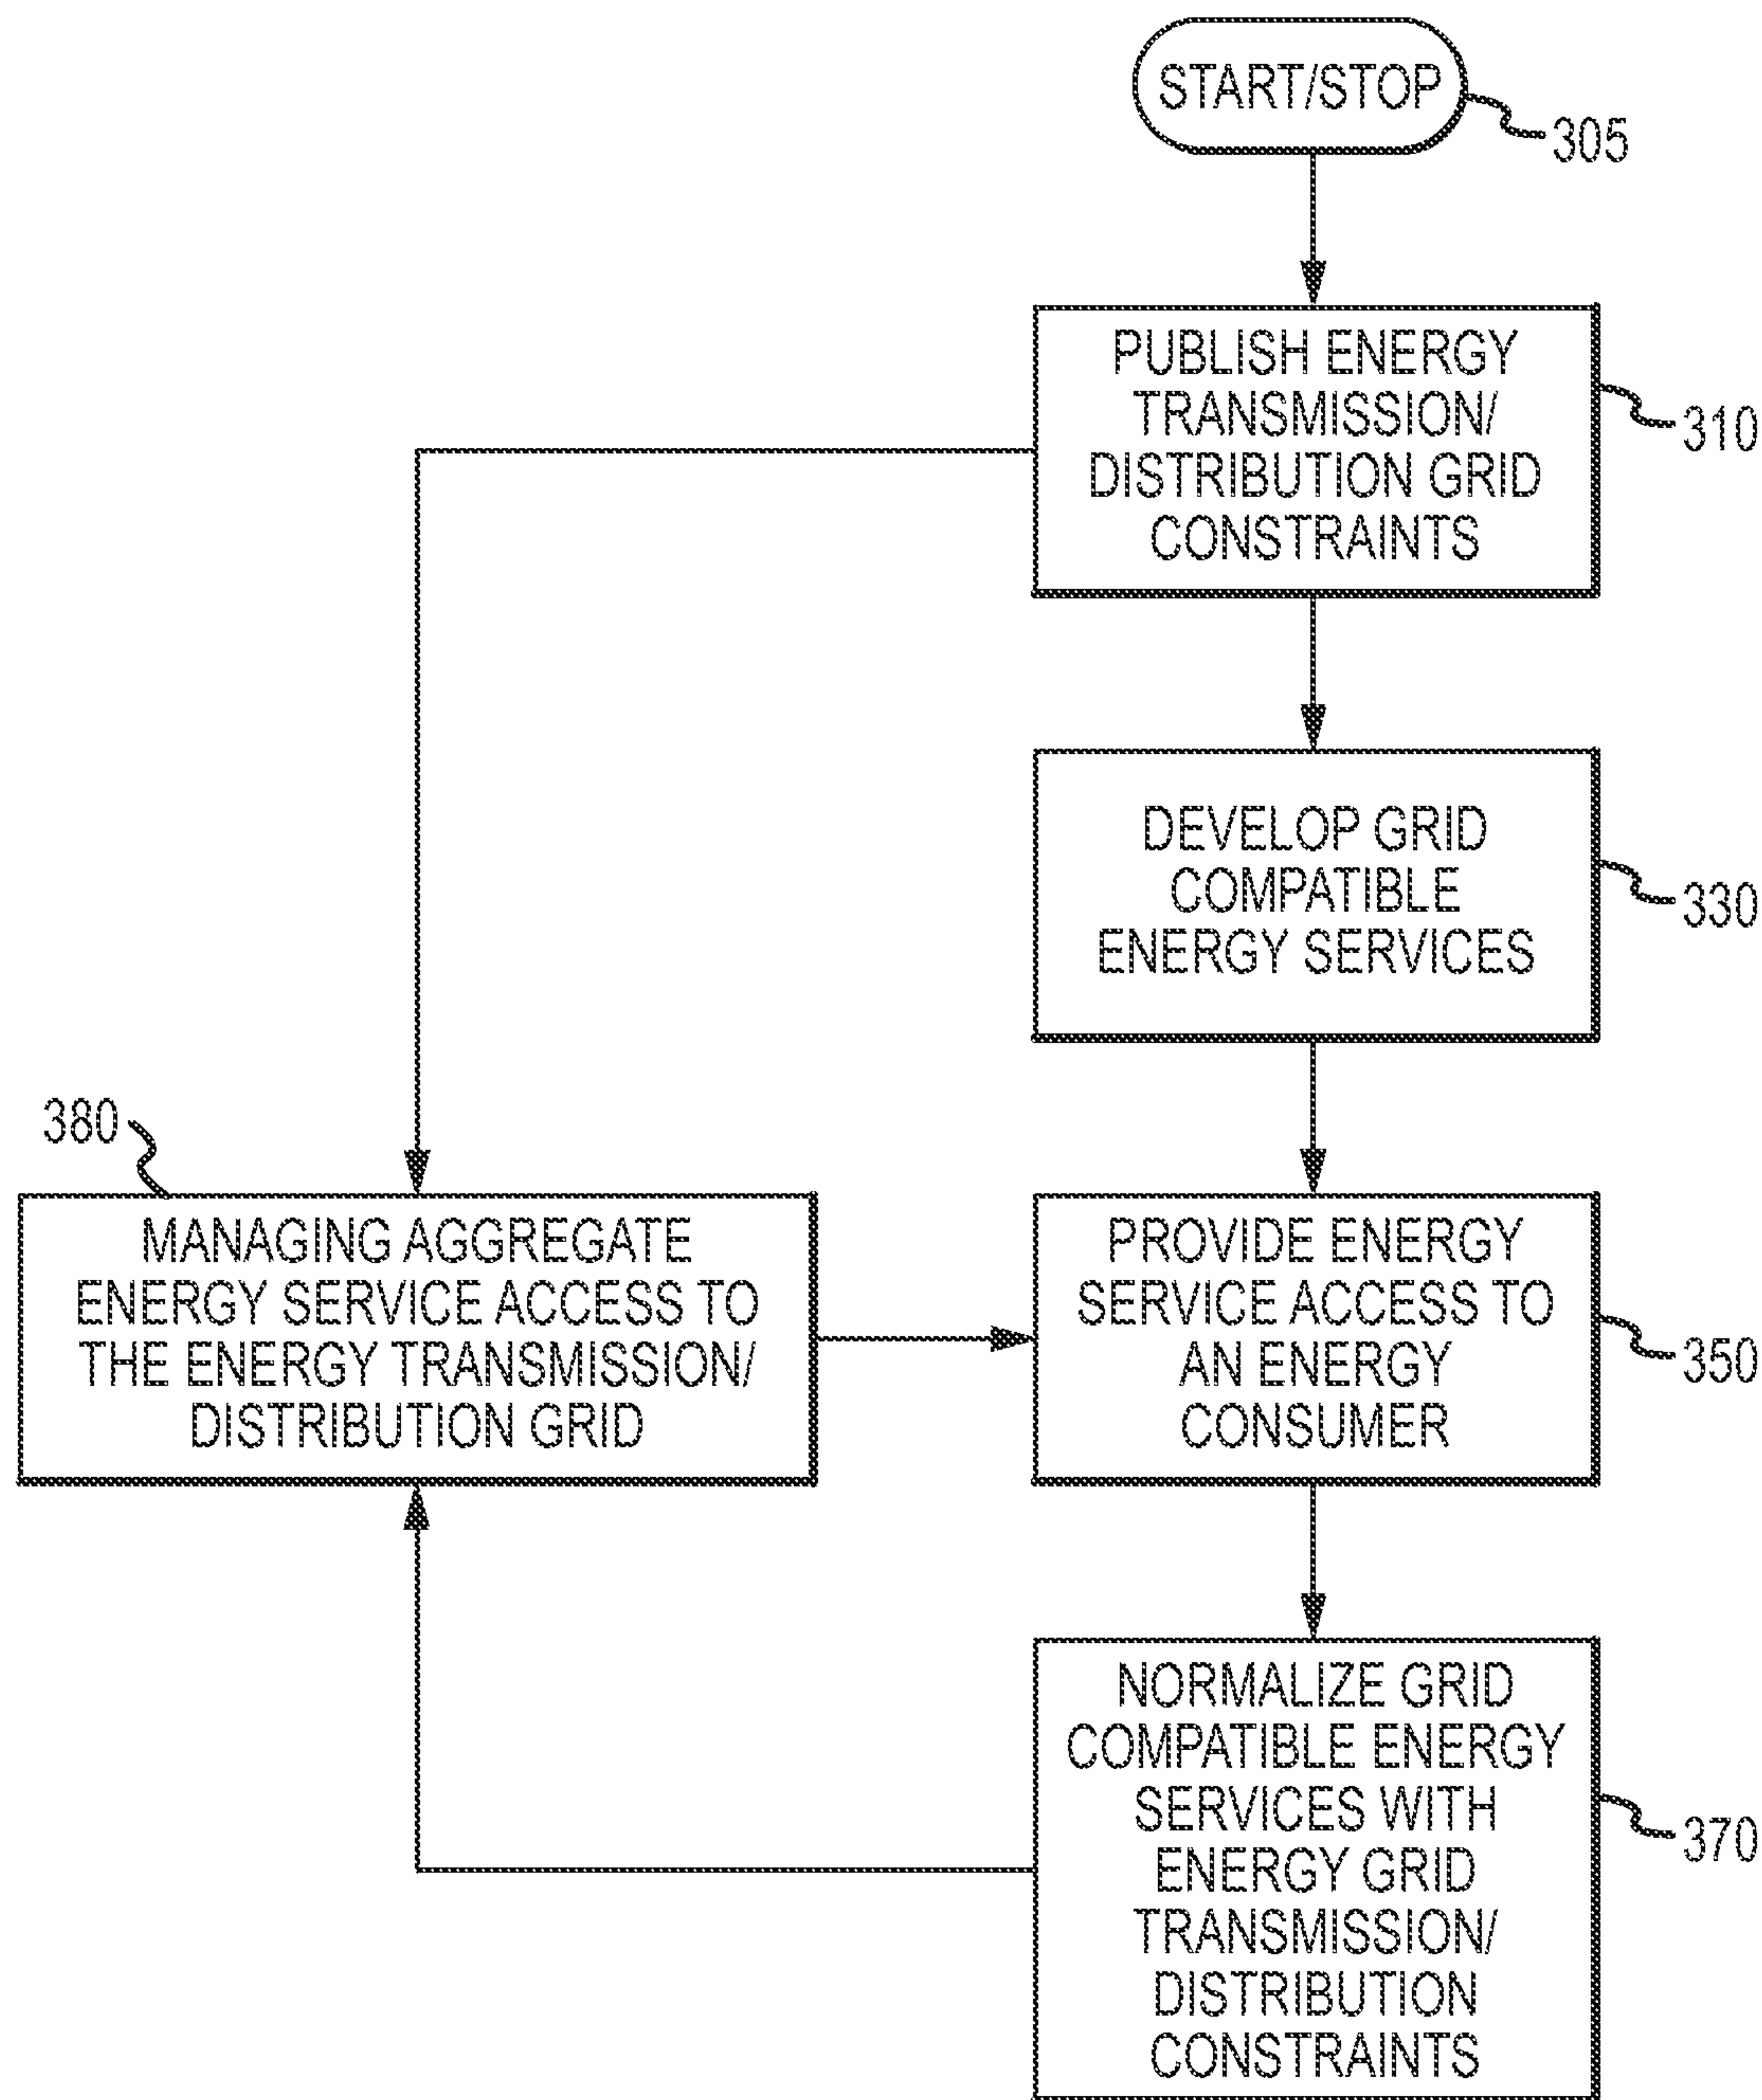 START/STOP
305
PUBLISH ENERGY
TRANSMISSION/
DISTRIBUTION GRID
CONSTRAINTS
310
DEVELOP GRID
COMPATIBLE
ENERGY SERVICES
330
380
MANAGING AGGREGATE
ENERGY SERVICE ACCESS TO
THE ENERGY TRANSMISSION/
DISTRIBUTION GRID
PROVIDE ENERGY
SERVICE ACCESS TO
AN ENERGY
CONSUMER
350
NORMALIZE GRID
COMPATIBLE ENERGY
SERVICES WITH
ENERGY GRID
TRANSMISSION/
DISTRIBUTION
CONSTRAINTS
370